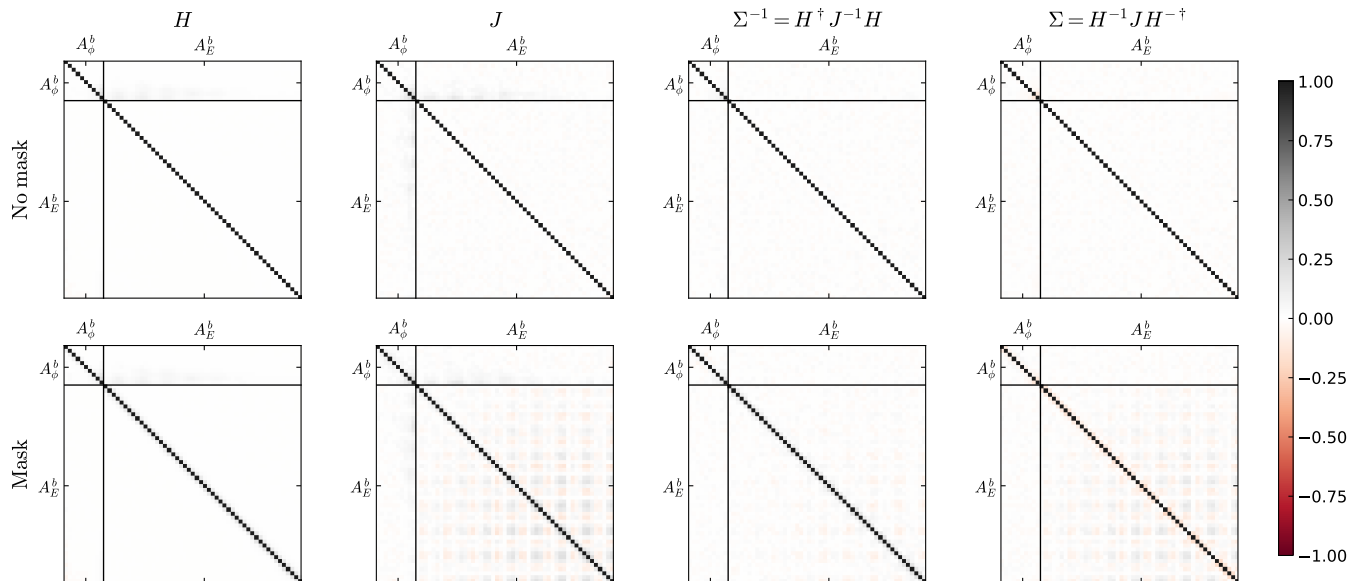 H J Σ⁻¹ = H†J⁻¹H Σ = H⁻¹JH⁻†
A_ϕ^b A_E^b A_ϕ^b A_E^b A_ϕ^b A_E^b A_ϕ^b A_E^b
A_ϕ^b A_ϕ^b A_ϕ^b A_ϕ^b
No mask
A_E^b A_E^b A_E^b A_E^b
A_ϕ^b A_E^b A_ϕ^b A_E^b A_ϕ^b A_E^b A_ϕ^b A_E^b
A_ϕ^b A_ϕ^b A_ϕ^b A_ϕ^b
Mask
A_E^b A_E^b A_E^b A_E^b
1.00
0.75
0.50
0.25
0.00
−0.25
−0.50
−0.75
−1.00